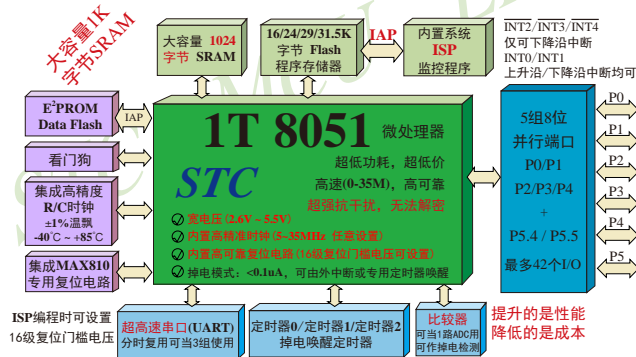 大容量1K
字节SRAM
大容量 1024
字节 SRAM
16/24/29/31.5K
字节 Flash
程序存储器
IAP
内置系统
ISP
监控程序
INT2/INT3/INT4
仅可下降沿中断
INT0/INT1
上升沿/下降沿中断均可
E²PROM
Data Flash
IAP
看门狗
集成高精度
R/C时钟
±1%温飘
-40℃~+85℃
集成MAX810
专用复位电路
1T 8051 微处理器
STC
超低功耗，超低价
高速(0-35M)，高可靠
超强抗干扰，无法解密
宽电压(2.6V~5.5V)
内置高精准时钟(5~35MHz 任意设置)
内置高可靠复位电路(16级复位门槛电压可设置)
掉电模式：<0.1uA，可由外中断或专用定时器唤醒
5组8位
并行端口
P0/P1
P2/P3/P4
+
P5.4 / P5.5
最多42个I/O
P0
P1
P2
P3
P4
P5
ISP编程时可设置
16级复位门槛电压
超高速串口(UART)
分时复用可当3组使用
定时器0/定时器1/定时器2
掉电唤醒定时器
比较器
可当1路ADC用
可作掉电检测
提升的是性能
降低的是成本